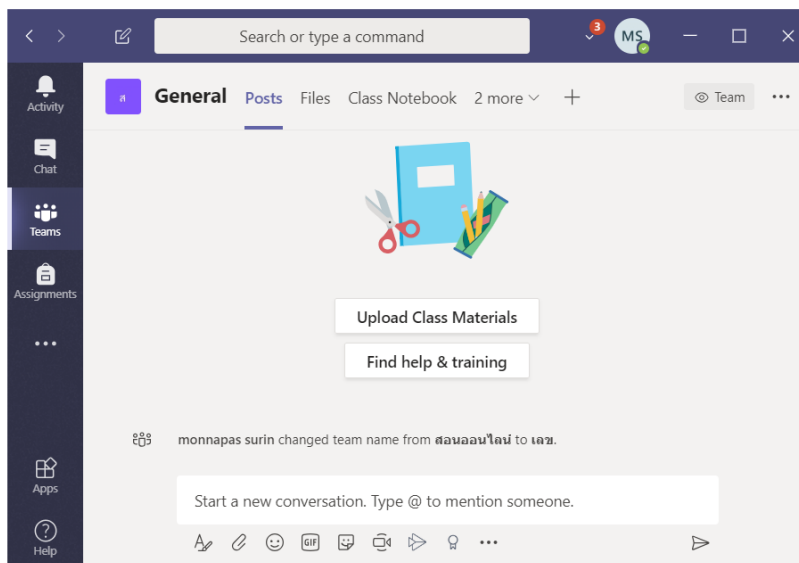 Search or type a command
3
MS
Activity
Chat
Teams
Assignments
Apps
Help
ส
General Posts Files Class Notebook 2 more
Team
Upload Class Materials
Find help & training
monnapas surin changed team name from สอนออนไลน์ to เลข.
Start a new conversation. Type @ to mention someone.
GIF